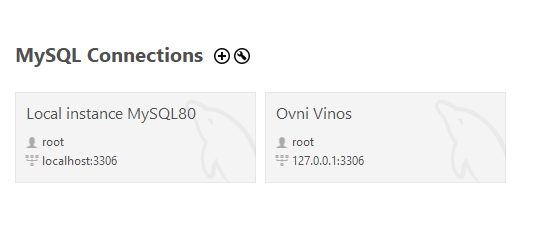 MySQL Connections
Local instance MySQL80
root
localhost:3306
Ovni Vinos
root
127.0.0.1:3306